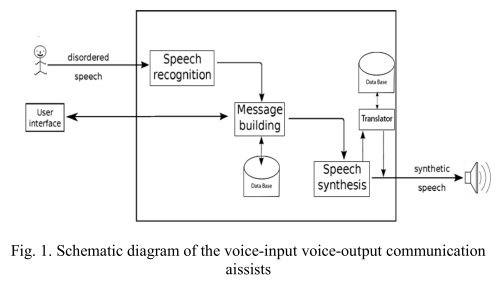 disordered
speech
Speech
recognition
Data Base
User
interface
Message
building
Translator
Data Base
Speech
synthesis
synthetic
speech
Fig. 1. Schematic diagram of the voice-input voice-output communication
aissists